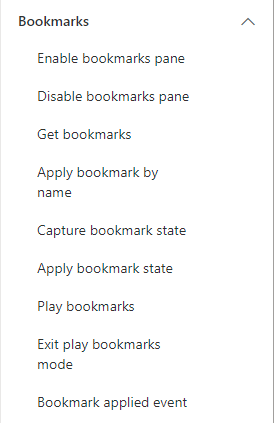 Bookmarks
Enable bookmarks pane
Disable bookmarks pane
Get bookmarks
Apply bookmark by
name
Capture bookmark state
Apply bookmark state
Play bookmarks
Exit play bookmarks
mode
Bookmark applied event